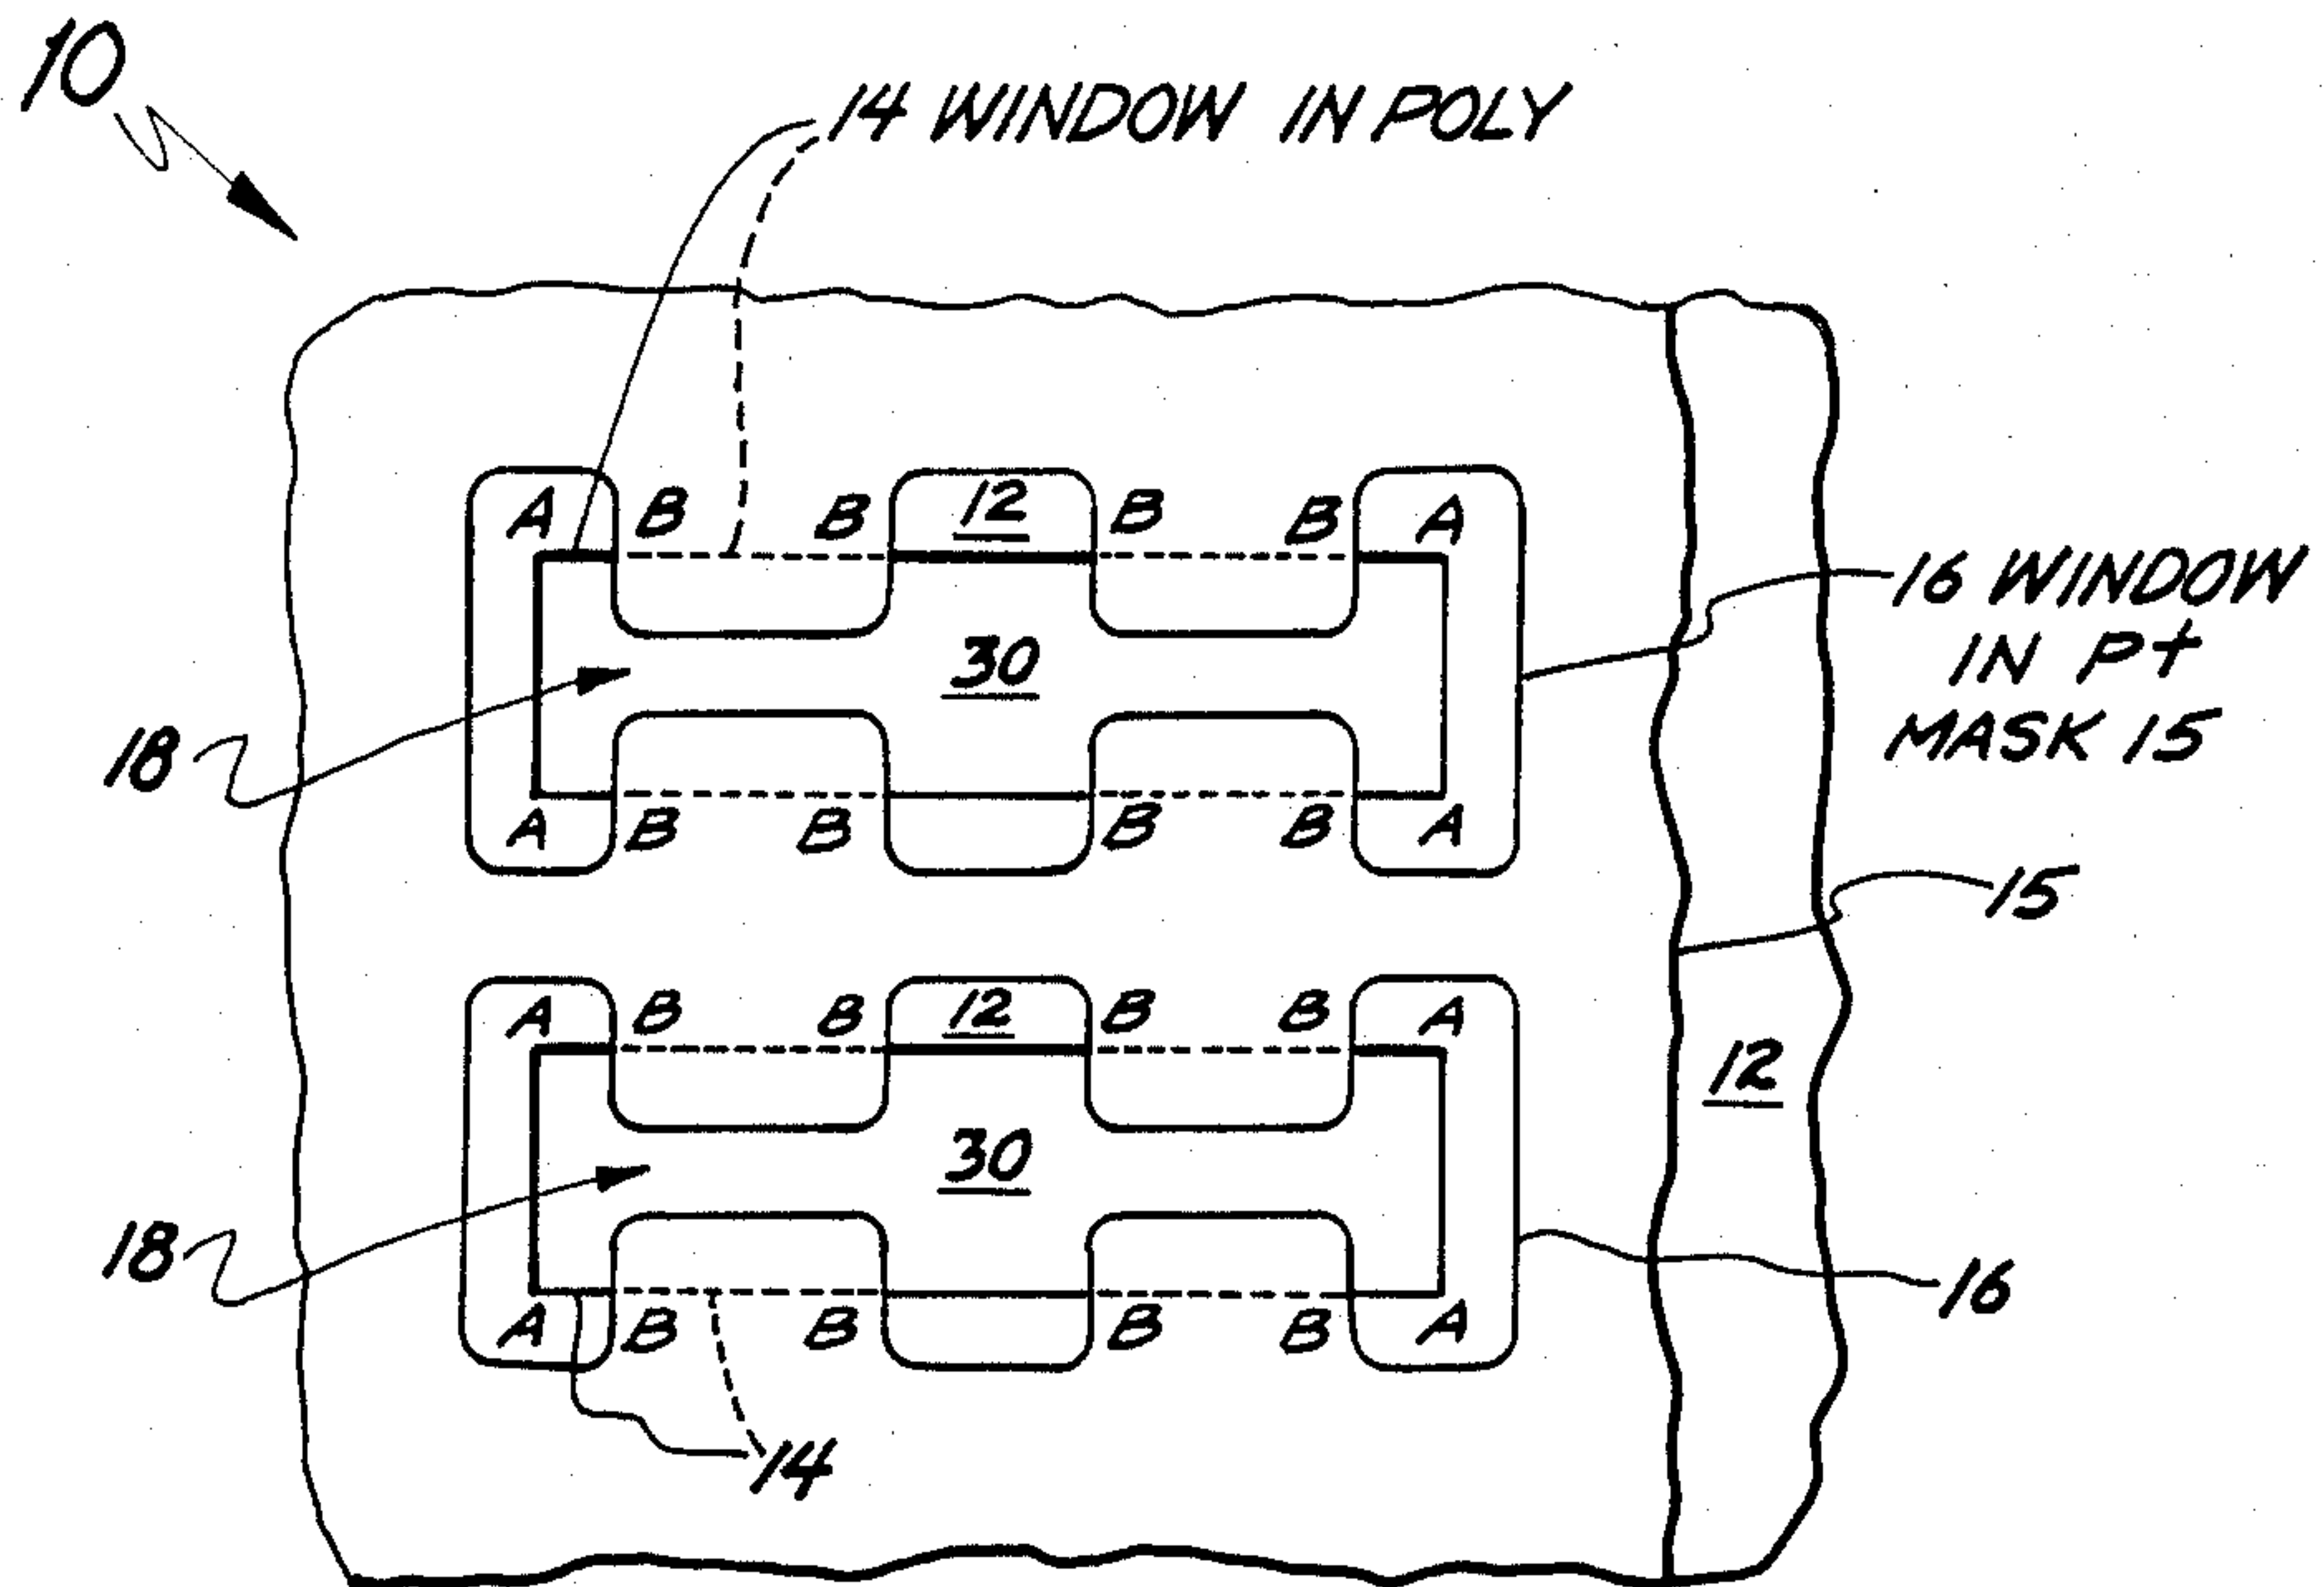 10
14 WINDOW IN POLY
A B B 12 B B A
16 WINDOW
IN P+
MASK 15
30
18
A B B B B A
15
A B B 12 B B A
12
30
18
16
A B B B B A
14